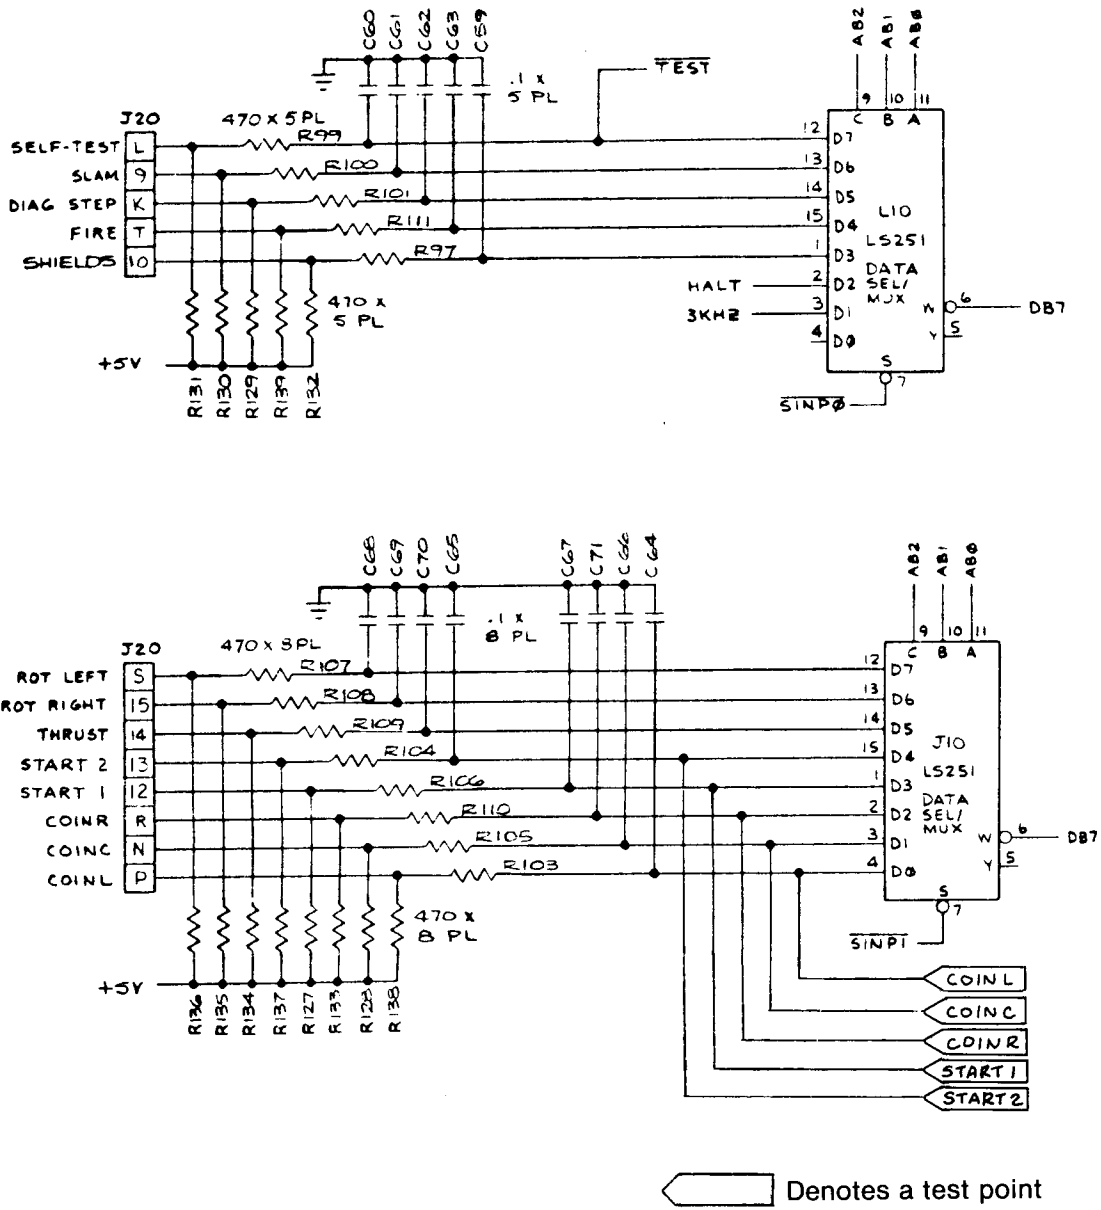 C60 C61 C62 C63 C59
AB2 AB1 AB0
.1 X
5 PL
TEST
J20
470 X 5 PL
9 10 11
C B A
SELF-TEST L R99 12 D7
SLAM 9 R100 13 D6
DIAG STEP K R101 14 D5
FIRE T R111 15 D4
SHIELDS 10 R97 1 D3
L10
LS251
DATA
SEL/
MUX
HALT 2 D2
3KHZ 3 D1
4 D0
W 6 DB7
Y 5
470 X
5 PL
+5V
S
7
SINP0
R131 R130 R129 R139 R132
C68 C69 C70 C65 C67 C71 C66 C64
AB2 AB1 AB0
.1 X
8 PL
J20
470 X 8 PL
9 10 11
C B A
ROT LEFT S R107 12 D7
ROT RIGHT 15 R108 13 D6
THRUST 14 R109 14 D5
START 2 13 R104 15 D4
START 1 12 R106 1 D3
COINR R R110 2 D2
COINC N R105 3 D1
COINL P R103 4 D0
J10
LS251
DATA
SEL/
MUX
W 6 DB7
Y 5
470 X
8 PL
S
7
SINP1
+5V
R136 R135 R134 R137 R127 R133 R128 R138
COINL
COINC
COINR
START 1
START 2
Denotes a test point